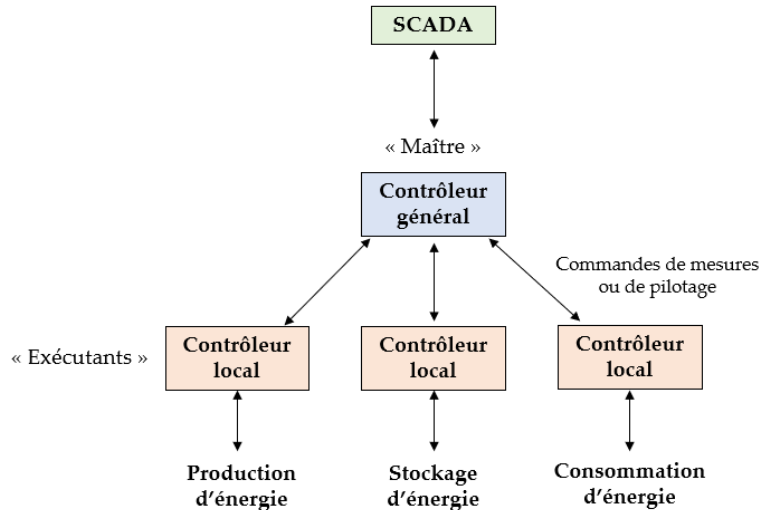 SCADA
« Maître »
Contrôleur
général
Commandes de mesures
ou de pilotage
« Exécutants »
Contrôleur
local
Contrôleur
local
Contrôleur
local
Production
d’énergie
Stockage
d’énergie
Consommation
d’énergie